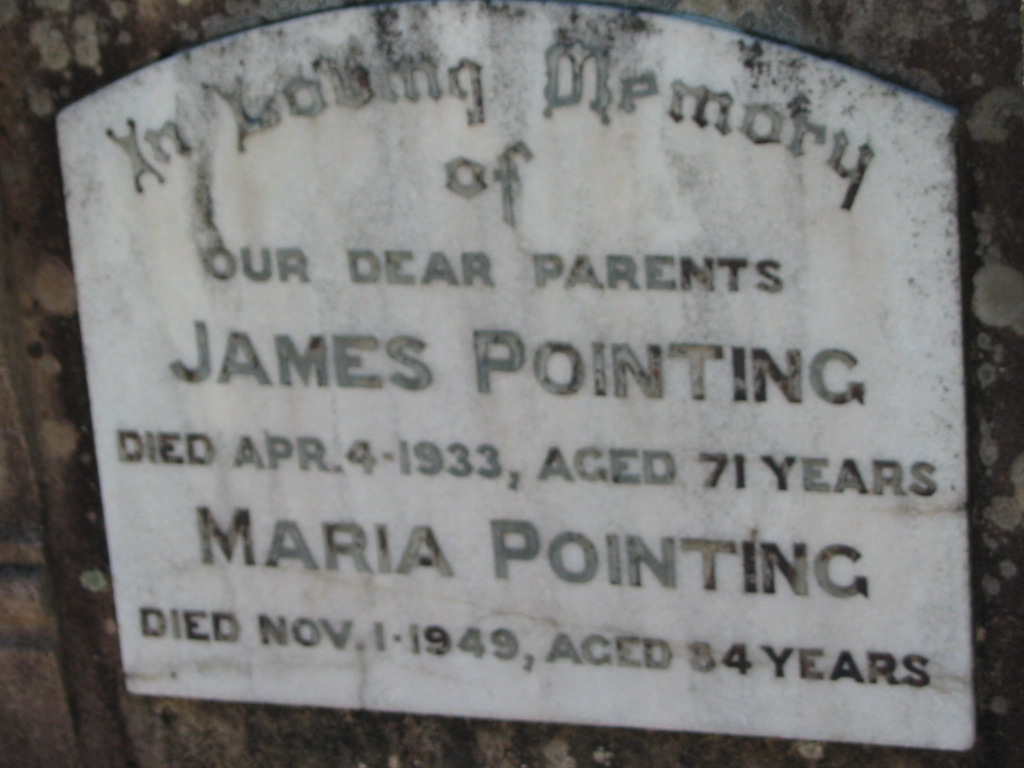 In Loving Memory
of
OUR DEAR PARENTS
JAMES POINTING
DIED APR. 4-1933, AGED 71 YEARS.
MARIA POINTING
DIED NOV. 1-1949, AGED 84 YEARS